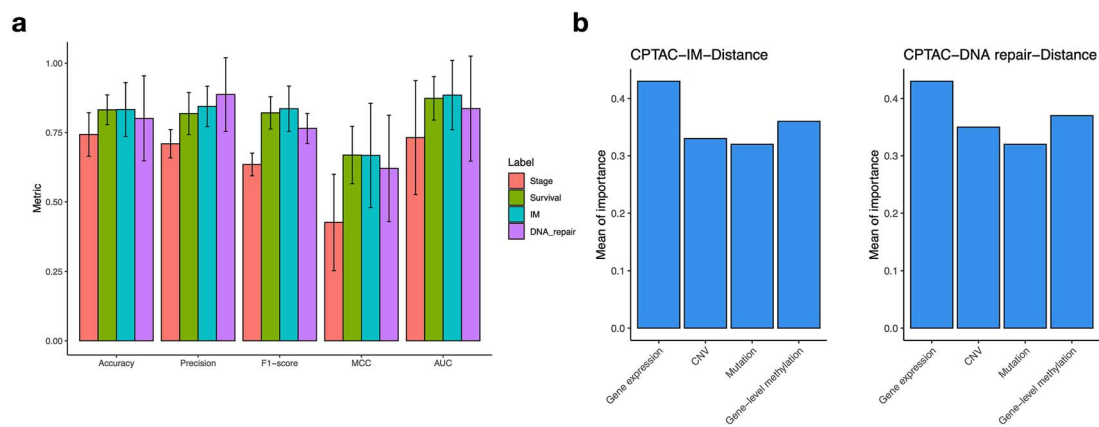 a
Metric
1.00
0.75
0.50
0.25
0.00
Accuracy
Precision
F1-score
MCC
AUC
Label
Stage
Survival
IM
DNA_repair
b
CPTAC-IM-Distance
Mean of importance
0.4
0.3
0.2
0.1
0.0
Gene expression
CNV
Mutation
Gene-level methylation
CPTAC-DNA repair-Distance
Mean of importance
0.4
0.3
0.2
0.1
0.0
Gene expression
CNV
Mutation
Gene-level methylation